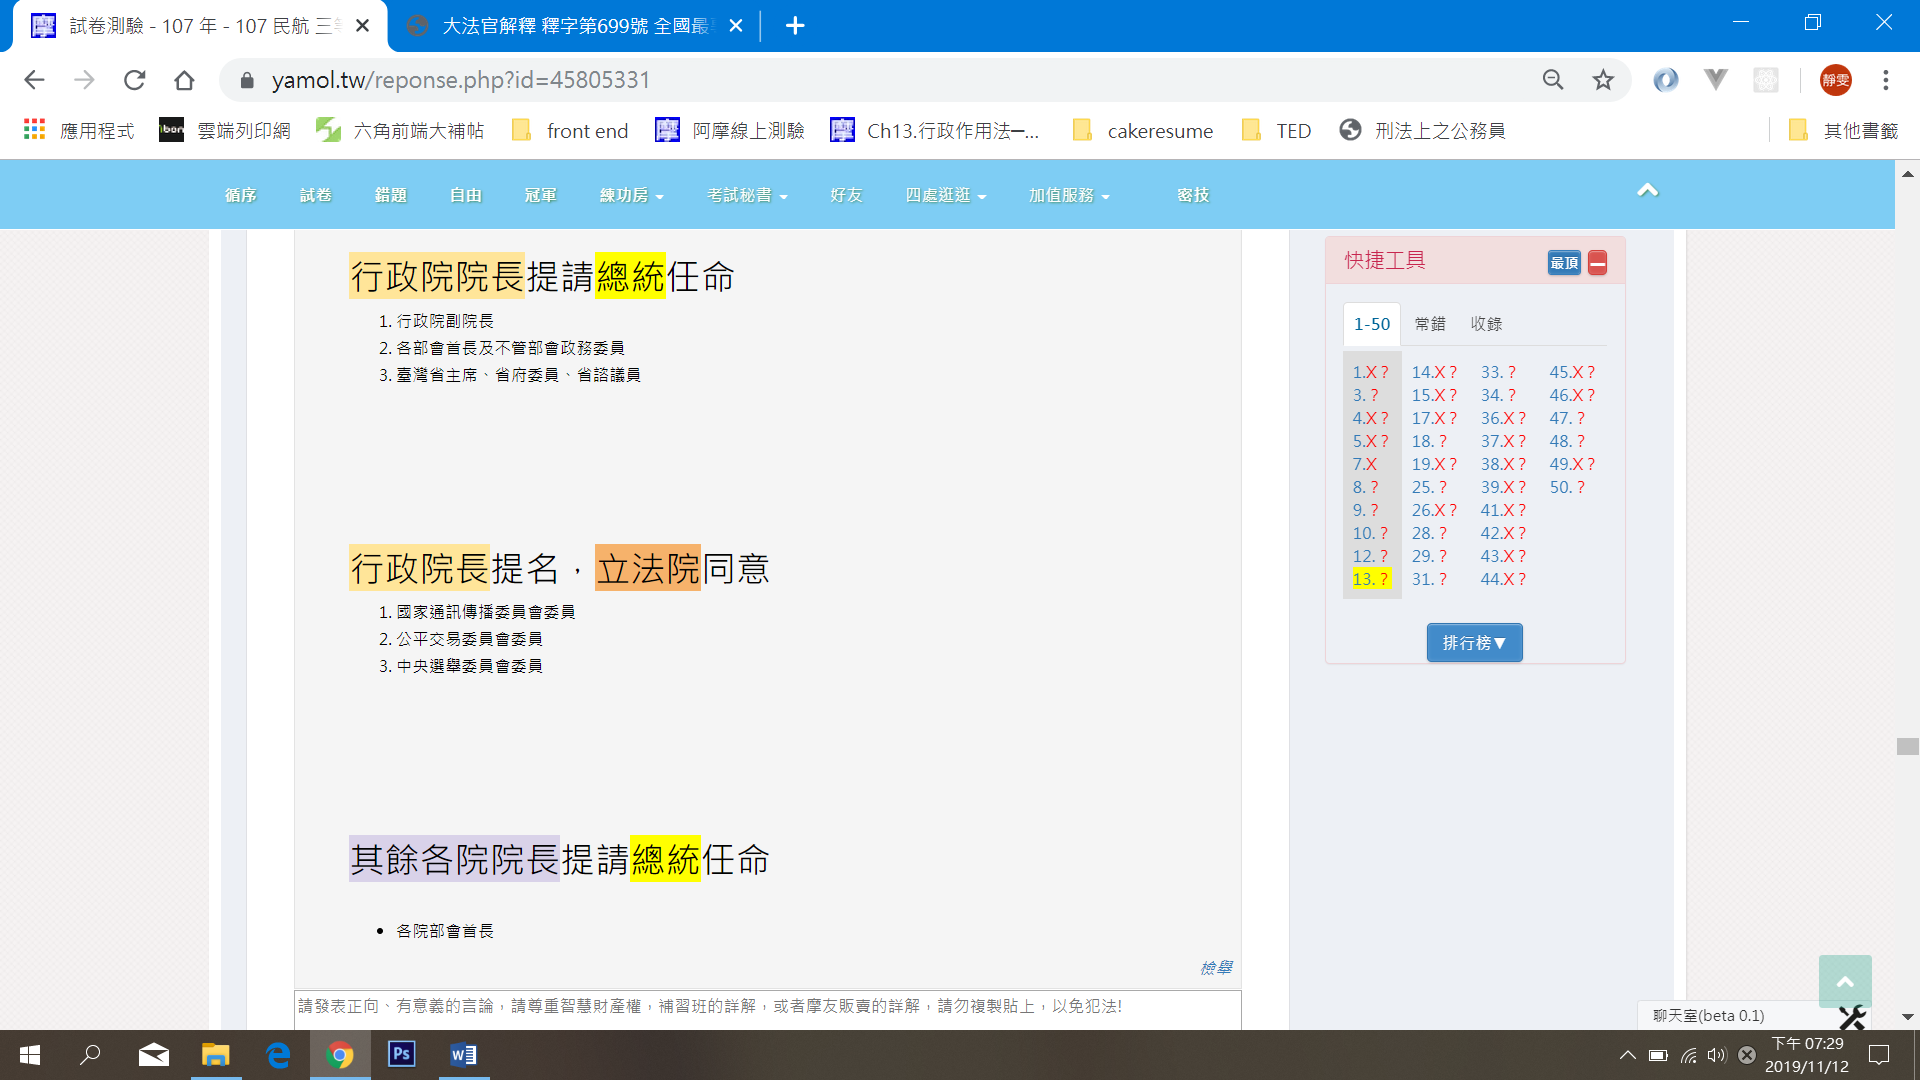 試卷測驗 - 107 年 - 107 民航 三
大法官解釋 釋字第699號 全國最
yamol.tw/reponse.php?id=45805331
靜雯
應用程式
ibon
雲端列印網
六角前端大補帖
front end
阿摩線上測驗
Ch13.行政作用法─...
cakeresume
TED
刑法上之公務員
其他書籤
循序
試卷
錯題
自由
冠軍
練功房
考試秘書
好友
四處逛逛
加值服務
密技
行政院院長提請總統任命
1. 行政院副院長
2. 各部會首長及不管部會政務委員
3. 臺灣省主席、省府委員、省諮議員
行政院長提名，立法院同意
1. 國家通訊傳播委員會委員
2. 公平交易委員會委員
3. 中央選舉委員會委員
其餘各院院長提請總統任命
• 各院部會首長
檢舉
請發表正向、有意義的言論，請尊重智慧財產權，補習班的詳解，或者摩友販賣的詳解，請勿複製貼上，以免犯法!
快捷工具
最頂
1-50 常錯 收錄
1.X ? 14.X ? 33. ? 45.X ?
3. ? 15.X ? 34. ? 46.X ?
4.X ? 17.X ? 36.X ? 47. ?
5.X ? 18. ? 37.X ? 48. ?
7.X 19.X ? 38.X ? 49.X ?
8. ? 25. ? 39.X ? 50. ?
9. ? 26.X ? 41.X ?
10. ? 28. ? 42.X ?
12. ? 29. ? 43.X ?
13. ? 31. ? 44.X ?
排行榜▼
聊天室(beta 0.1)
Ps
下午 07:29
2019/11/12